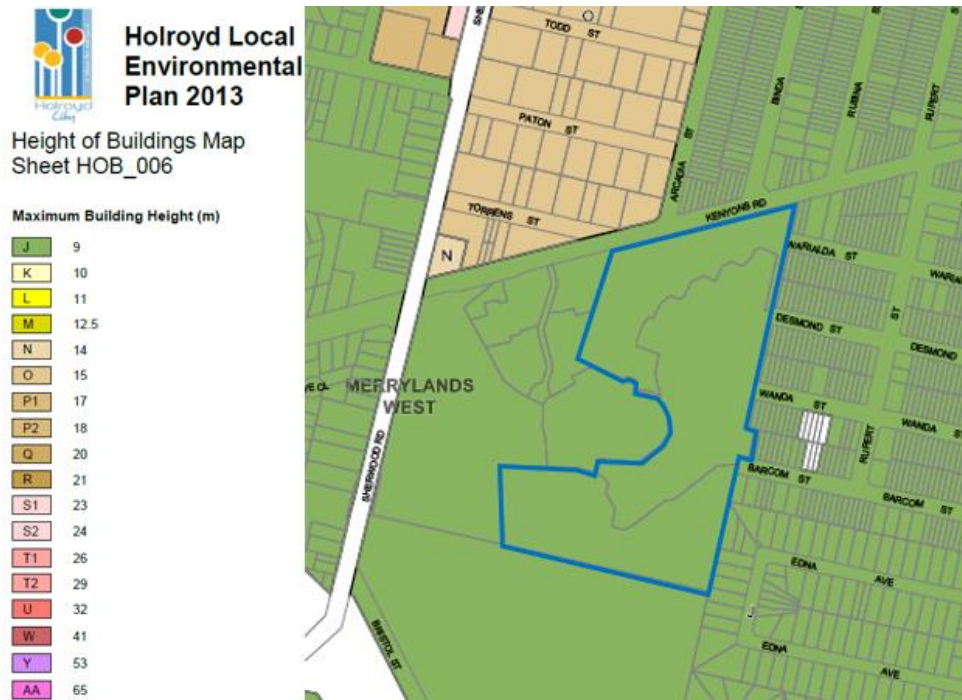 Holroyd
City
Holroyd Local
Environmental
Plan 2013
Height of Buildings Map
Sheet HOB_006
Maximum Building Height (m)
J 9
K 10
L 11
M 12.5
N 14
O 15
P1 17
P2 18
Q 20
R 21
S1 23
S2 24
T1 26
T2 29
U 32
W 41
Y 53
AA 65
O
TODD ST
PATON ST
TORRENS ST
N
ARCADIA ST
BINDA
RUBINA
RUPERT
KENYONS RD
WARIALDA ST
DESMOND ST
ST
DESMOND
MERRYLANDS
WEST
WANDA ST
WANDA
RUPERT
SHERWOOD RD
BARCOM ST
BARCOM ST
EDNA AVE
J
EDNA AVE
BRISTOL ST